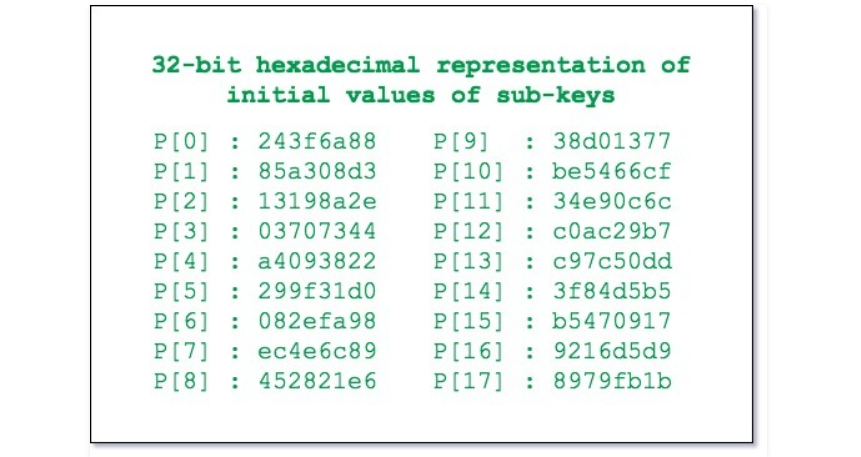 32-bit hexadecimal representation of
initial values of sub-keys
P[0] : 243f6a88 P[9] : 38d01377
P[1] : 85a308d3 P[10] : be5466cf
P[2] : 13198a2e P[11] : 34e90c6c
P[3] : 03707344 P[12] : c0ac29b7
P[4] : a4093822 P[13] : c97c50dd
P[5] : 299f31d0 P[14] : 3f84d5b5
P[6] : 082efa98 P[15] : b5470917
P[7] : ec4e6c89 P[16] : 9216d5d9
P[8] : 452821e6 P[17] : 8979fb1b